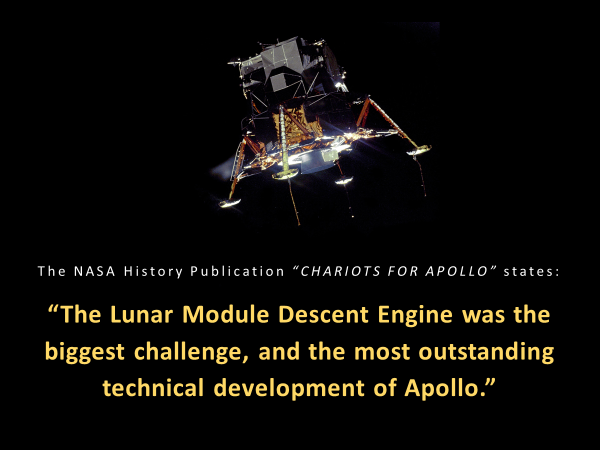 The NASA History Publication “CHARIOTS FOR APOLLO” states:
“The Lunar Module Descent Engine was the
biggest challenge, and the most outstanding
technical development of Apollo.”